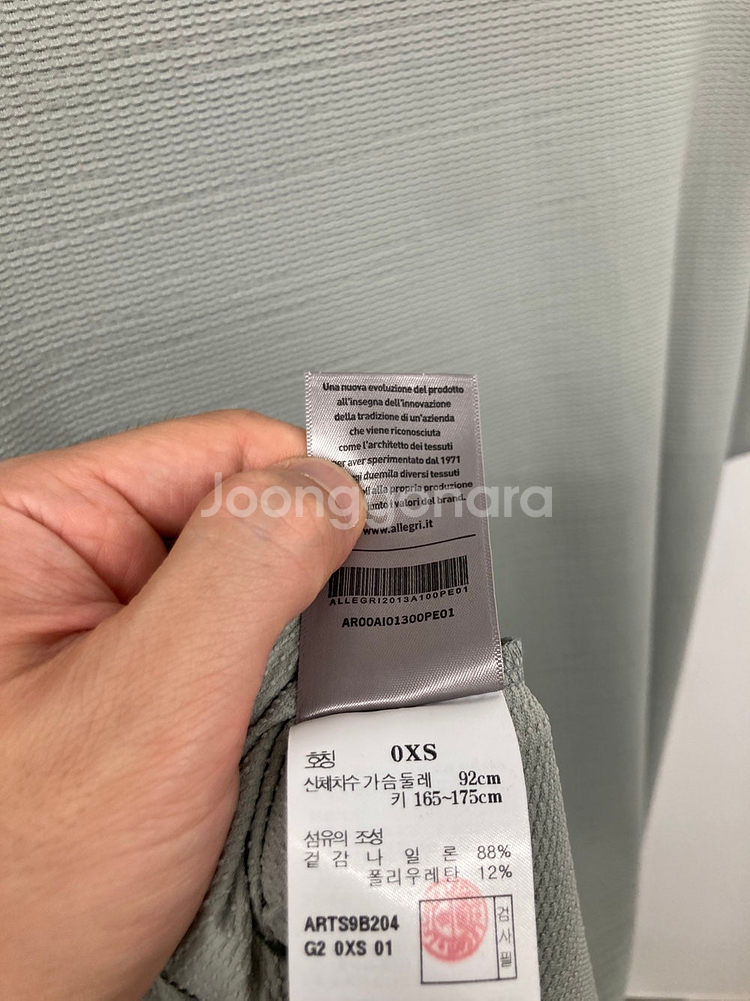 Una nuova evoluzione del prodotto
all'insegna dell'innovazione
della tradizione di un'azienda
che viene riconosciuta
come l'architetto dei tessuti
er aver sperimentato dal 1971
gi duemila diversi tessuti
alla propria produzione
i valori del brand.
www.allegri.it
Joonggonara
ALLEGRI2013A100PE01
AR00AI01300PE01
호칭 0XS
신체치수 가슴둘레 92cm
키 165~175cm
섬유의 조성
겉감 나일론 88%
폴리우레탄 12%
ARTS9B204
G2 0XS 01
검사필